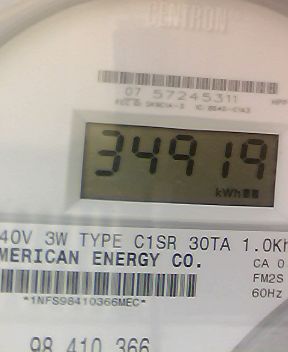 CENTRON
07 57245311
34919
kWh
40V 3W TYPE C1SR 30TA 1.0Kh
MERICAN ENERGY CO.
CA 0
FM2S
60Hz
*1NFS98410366MEC*
98 410 366